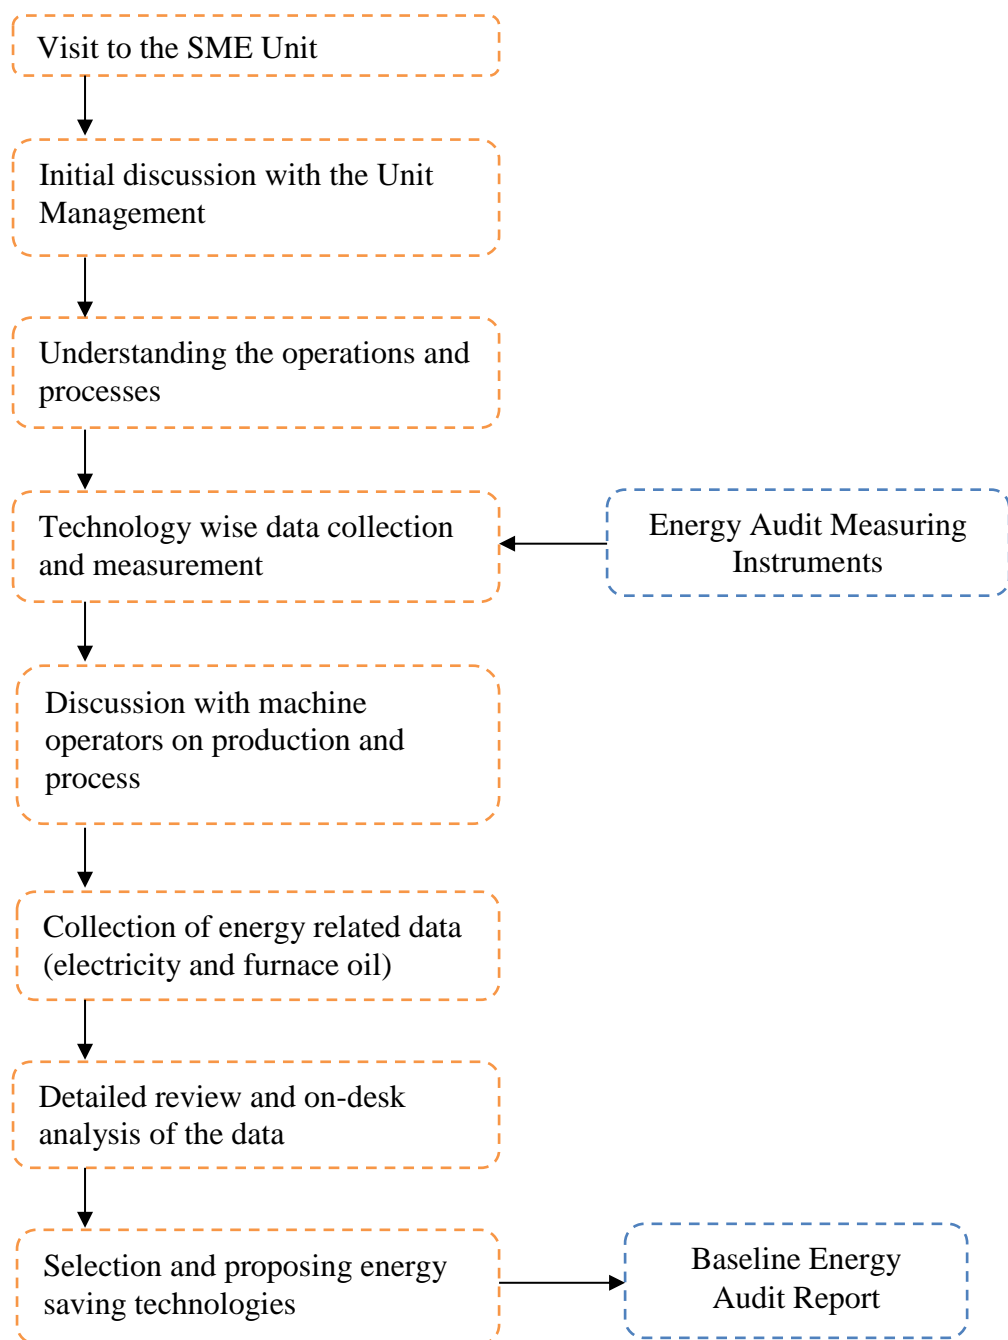 Visit to the SME Unit
Initial discussion with the Unit
Management
Understanding the operations and
processes
Technology wise data collection
and measurement
Energy Audit Measuring
Instruments
Discussion with machine
operators on production and
process
Collection of energy related data
(electricity and furnace oil)
Detailed review and on-desk
analysis of the data
Selection and proposing energy
saving technologies
Baseline Energy
Audit Report